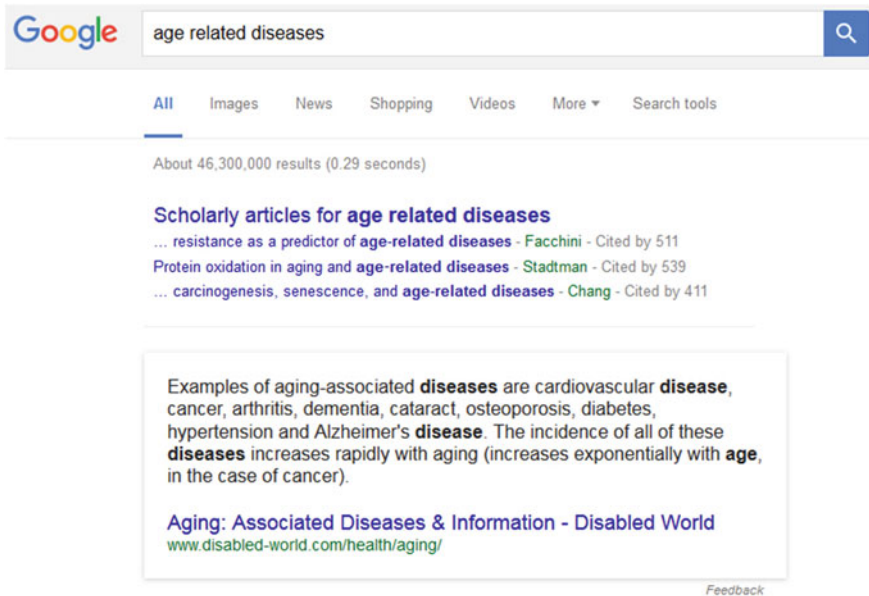 Google
age related diseases
All Images News Shopping Videos More ▾ Search tools
About 46,300,000 results (0.29 seconds)
Scholarly articles for age related diseases
... resistance as a predictor of age-related diseases - Facchini - Cited by 511
Protein oxidation in aging and age-related diseases - Stadtman - Cited by 539
... carcinogenesis, senescence, and age-related diseases - Chang - Cited by 411
Examples of aging-associated diseases are cardiovascular disease,
cancer, arthritis, dementia, cataract, osteoporosis, diabetes,
hypertension and Alzheimer's disease. The incidence of all of these
diseases increases rapidly with aging (increases exponentially with age,
in the case of cancer).
Aging: Associated Diseases & Information - Disabled World
www.disabled-world.com/health/aging/
Feedback